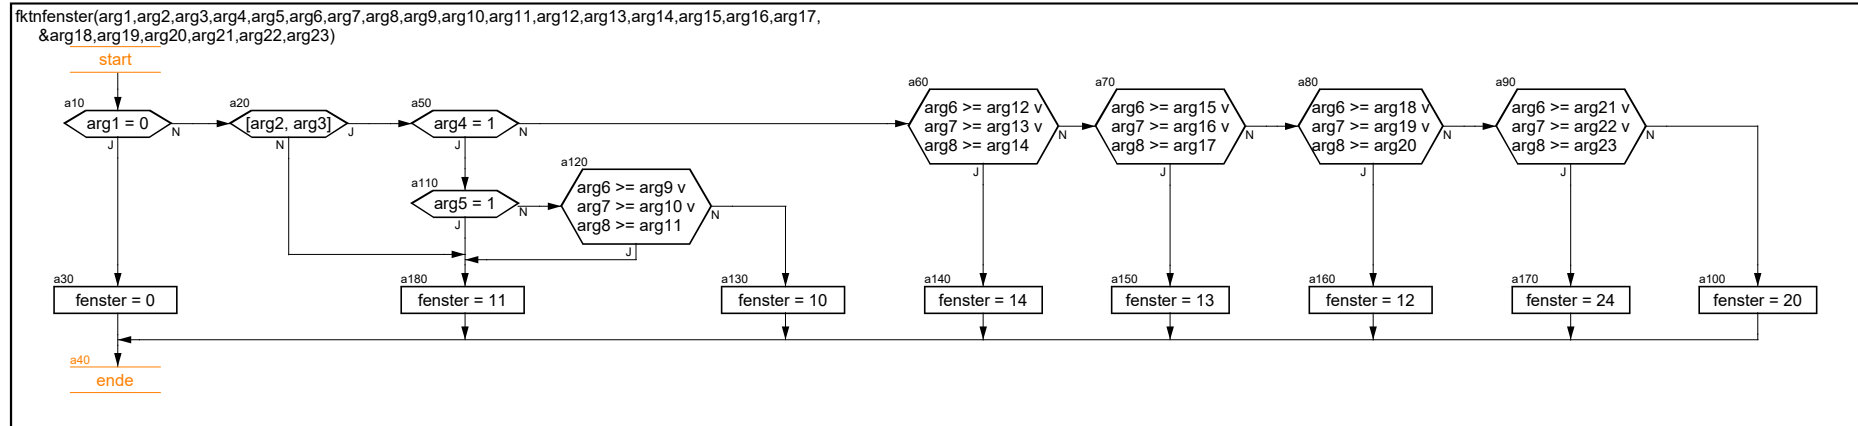 fktnfenster(arg1,arg2,arg3,arg4,arg5,arg6,arg7,arg8,arg9,arg10,arg11,arg12,arg13,arg14,arg15,arg16,arg17,
&arg18,arg19,arg20,arg21,arg22,arg23)
start
a10
arg1 = 0
N
J
a20
[arg2, arg3]
J
N
a50
arg4 = 1
N
J
a60
arg6 >= arg12 v
arg7 >= arg13 v
arg8 >= arg14
N
J
a70
arg6 >= arg15 v
arg7 >= arg16 v
arg8 >= arg17
N
J
a80
arg6 >= arg18 v
arg7 >= arg19 v
arg8 >= arg20
N
J
a90
arg6 >= arg21 v
arg7 >= arg22 v
arg8 >= arg23
N
J
a110
arg5 = 1
N
J
a120
arg6 >= arg9 v
arg7 >= arg10 v
arg8 >= arg11
N
J
a30
fenster = 0
a180
fenster = 11
a130
fenster = 10
a140
fenster = 14
a150
fenster = 13
a160
fenster = 12
a170
fenster = 24
a100
fenster = 20
a40
ende